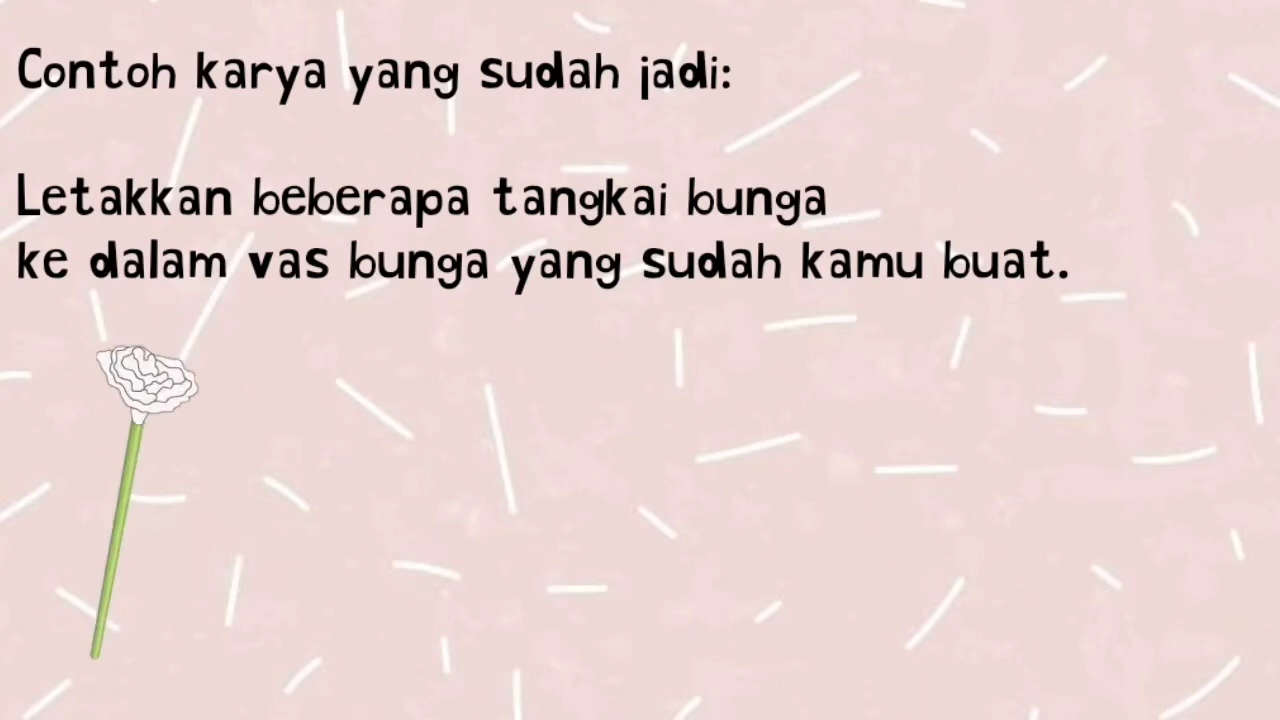 Contoh karya yang sudah jadi:
Letakkan beberapa tangkai bunga
ke dalam vas bunga yang sudah kamu buat.